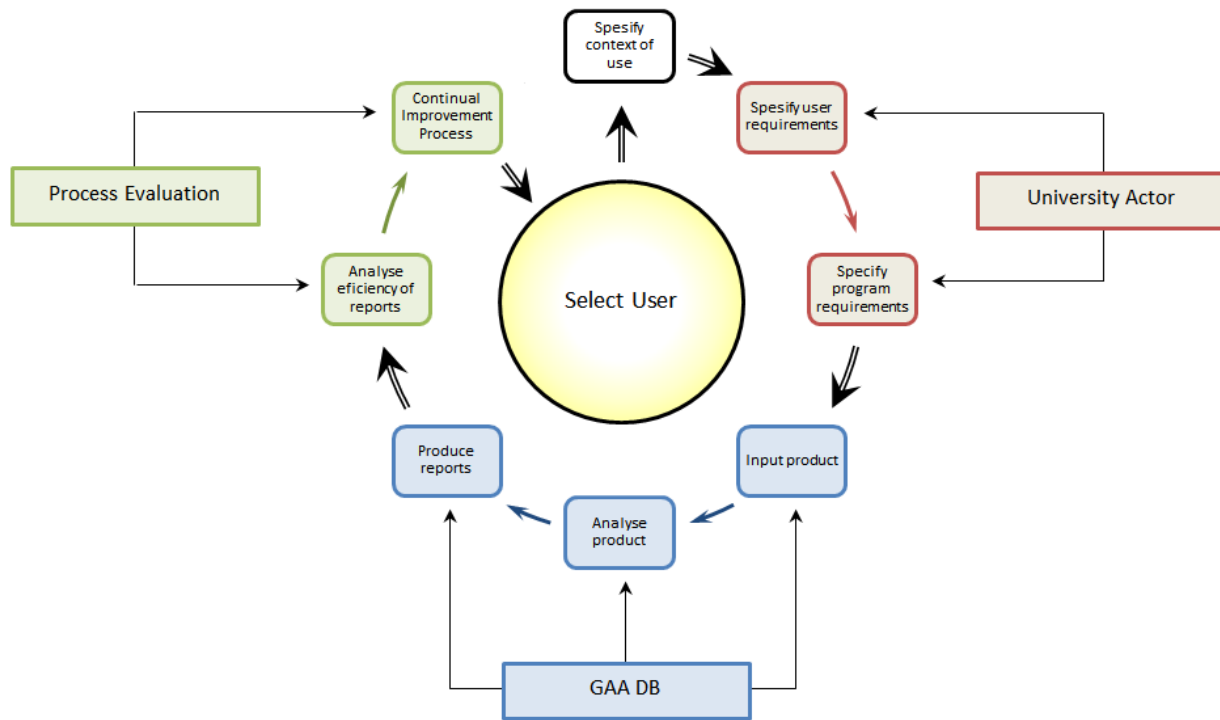 Spesify
context of
use
Continual
Improvement
Process
Spesify user
requirements
Process Evaluation
University Actor
Analyse
eficiency of
reports
Select User
Specify
program
requirements
Produce
reports
Input product
Analyse
product
GAA DB